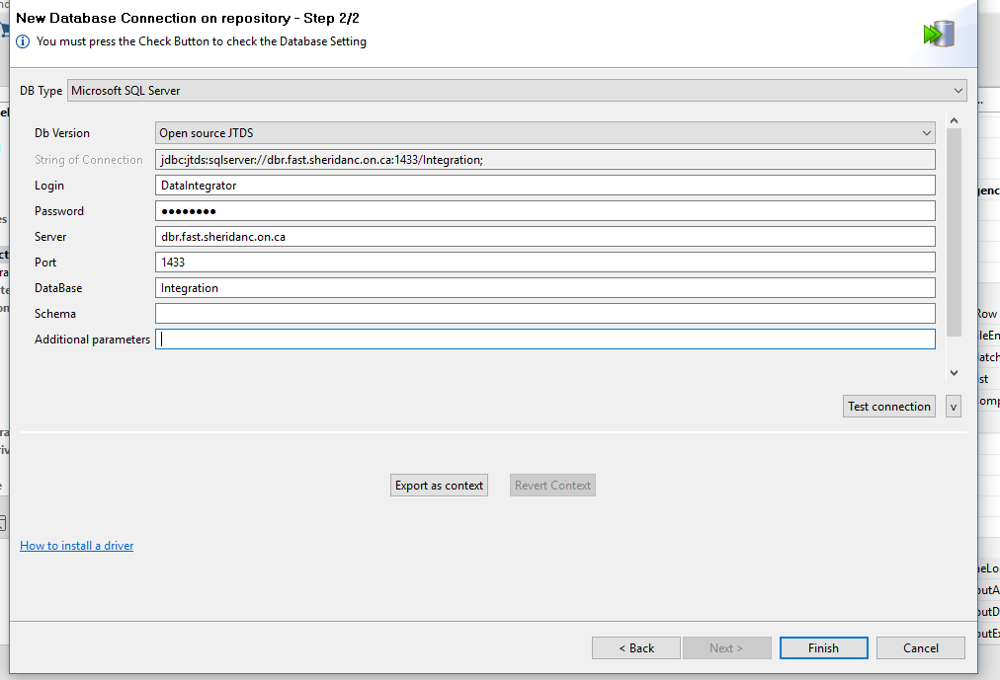 New Database Connection on repository - Step 2/2
You must press the Check Button to check the Database Setting
DB Type Microsoft SQL Server
Db Version Open source JTDS
String of Connection jdbc:jtds:sqlserver://dbr.fast.sheridanc.on.ca:1433/Integration;
Login DataIntegrator
Password ●●●●●●●●
Server dbr.fast.sheridanc.on.ca
Port 1433
DataBase Integration
Schema
Additional parameters
Test connection v
Export as context Revert Context
How to install a driver
< Back Next > Finish Cancel